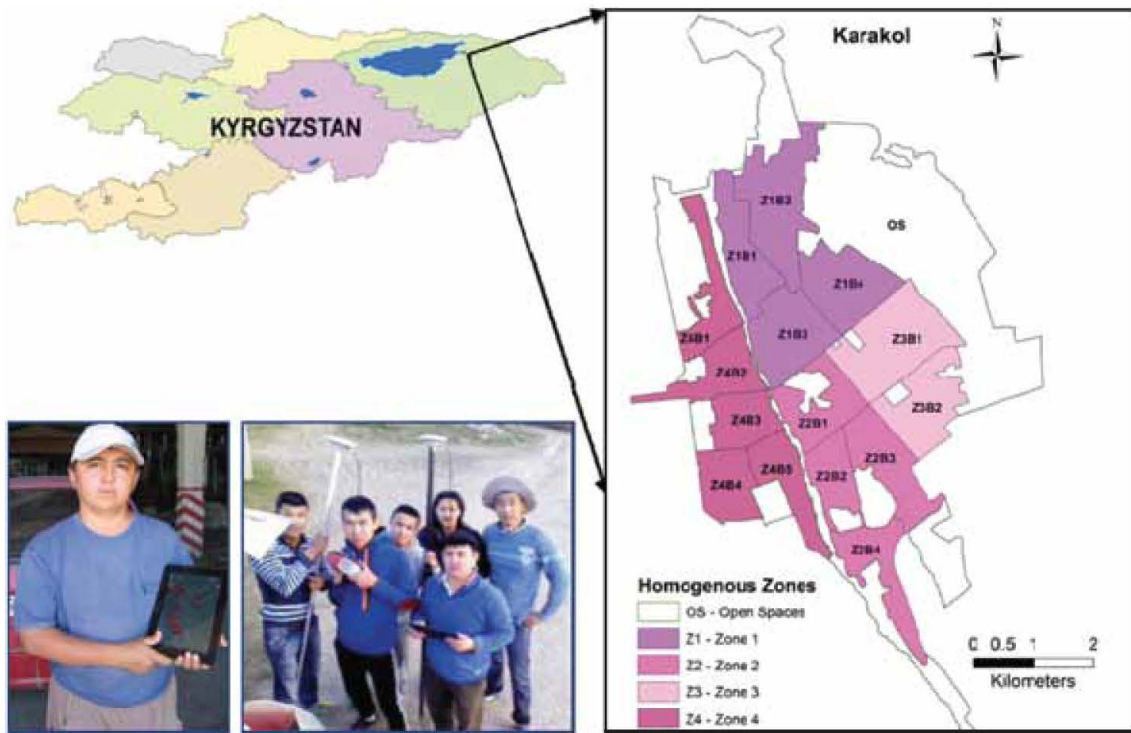 KYRGYZSTAN
Karakol
N
OS
Z1B1
Z1B4
Z1B3
Z3B1
Z4B1
Z4B2
Z3B2
Z4B3
Z2B1
Z2B3
Z4B4
Z4B5
Z2B2
Z2B4
Homogenous Zones
OS - Open Spaces
Z1 - Zone 1
Z2 - Zone 2
Z3 - Zone 3
Z4 - Zone 4
0 0.5 1 2
Kilometers